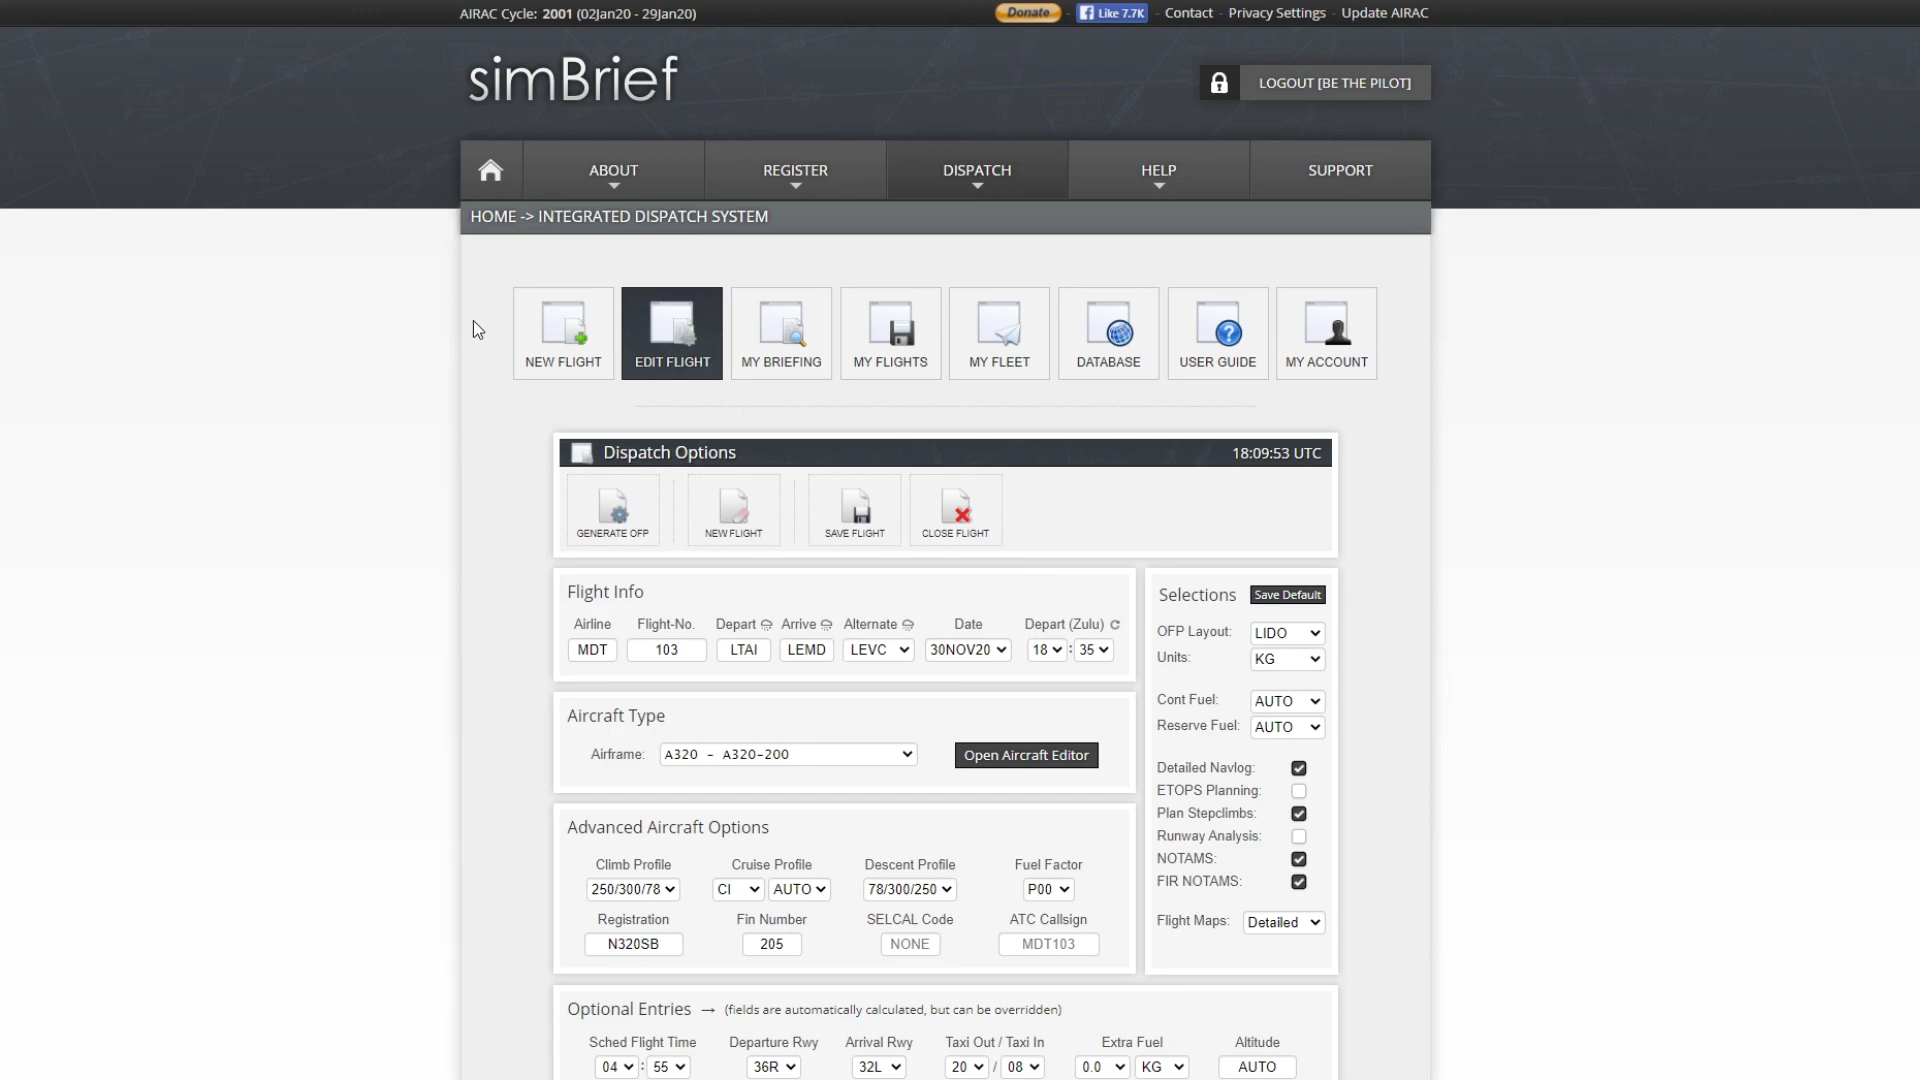 AIRAC Cycle: 2001 (02Jan20 - 29Jan20)
Donate - Like 7.7K - Contact - Privacy Settings - Update AIRAC
simBrief
LOGOUT [BE THE PILOT]
ABOUT REGISTER DISPATCH HELP SUPPORT
HOME -> INTEGRATED DISPATCH SYSTEM
NEW FLIGHT EDIT FLIGHT MY BRIEFING MY FLIGHTS MY FLEET DATABASE USER GUIDE MY ACCOUNT
Dispatch Options 18:09:53 UTC
GENERATE OFP NEW FLIGHT SAVE FLIGHT CLOSE FLIGHT
Flight Info
Airline Flight-No. Depart Arrive Alternate Date Depart (Zulu)
MDT 103 LTAI LEMD LEVC 30NOV20 18 : 35
Aircraft Type
Airframe: A320 - A320-200 Open Aircraft Editor
Advanced Aircraft Options
Climb Profile Cruise Profile Descent Profile Fuel Factor
250/300/78 CI AUTO 78/300/250 P00
Registration Fin Number SELCAL Code ATC Callsign
N320SB 205 NONE MDT103
Selections Save Default
OFP Layout: LIDO
Units: KG
Cont Fuel: AUTO
Reserve Fuel: AUTO
Detailed Navlog:
ETOPS Planning:
Plan Stepclimbs:
Runway Analysis:
NOTAMS:
FIR NOTAMS:
Flight Maps: Detailed
Optional Entries → (fields are automatically calculated, but can be overridden)
Sched Flight Time Departure Rwy Arrival Rwy Taxi Out / Taxi In Extra Fuel Altitude
04 : 55 36R 32L 20 / 08 0.0 KG AUTO